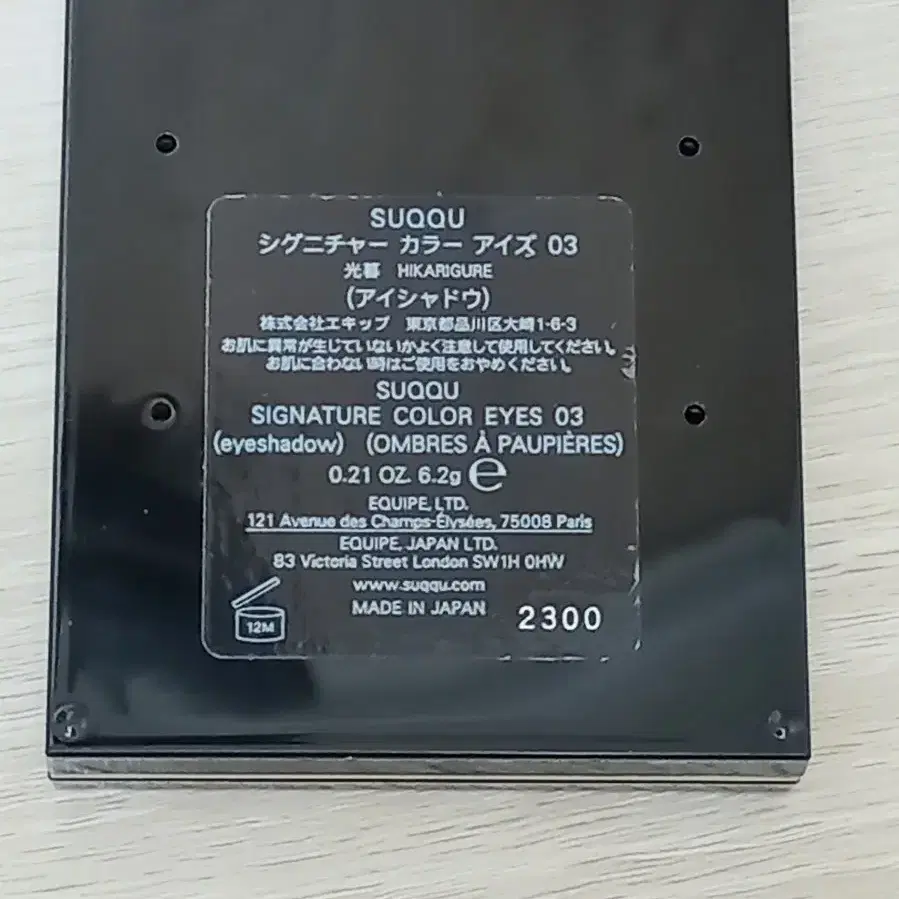 SUQQU
シグニチャー カラー アイズ 03
光暮 HIKARIGURE
(アイシャドウ)
株式会社エキップ 東京都品川区大崎1-6-3
お肌に異常が生じていないかよく注意して使用してください。
お肌に合わない時はご使用をおやめください。
SUQQU
SIGNATURE COLOR EYES 03
(eyeshadow) (OMBRES À PAUPIÈRES)
0.21 OZ. 6.2g e
EQUIPE, LTD.
121 Avenue des Champs-Élysées, 75008 Paris
EQUIPE, JAPAN LTD.
83 Victoria Street London SW1H 0HW
www.suqqu.com
MADE IN JAPAN
12M
2300